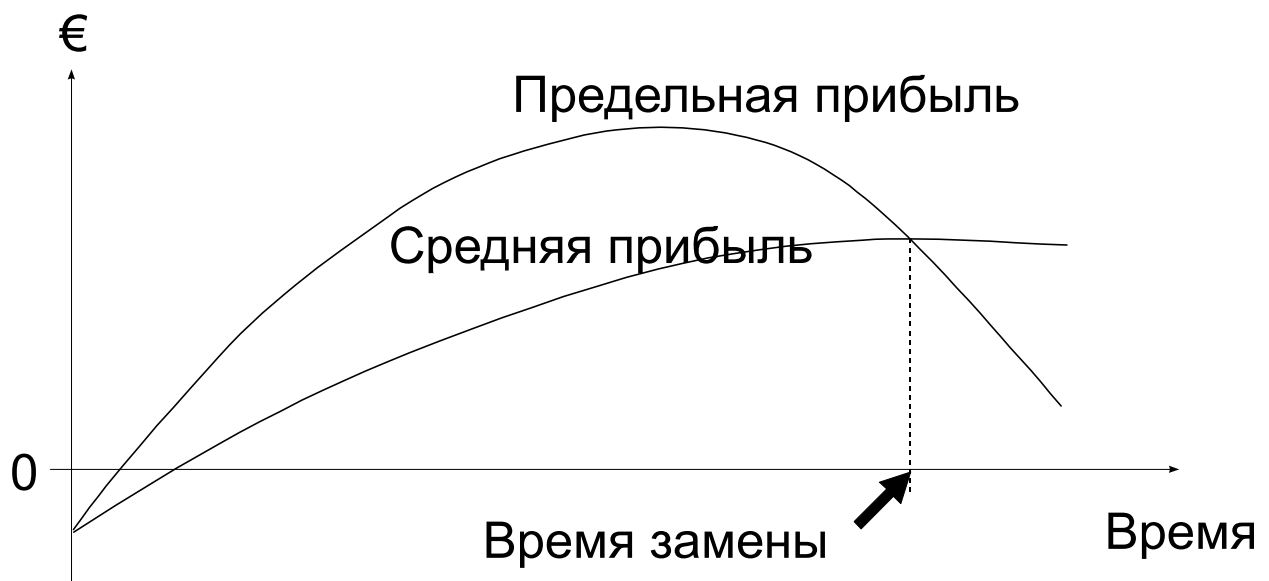 €
Предельная прибыль
Средняя прибыль
0
Время замены
Время